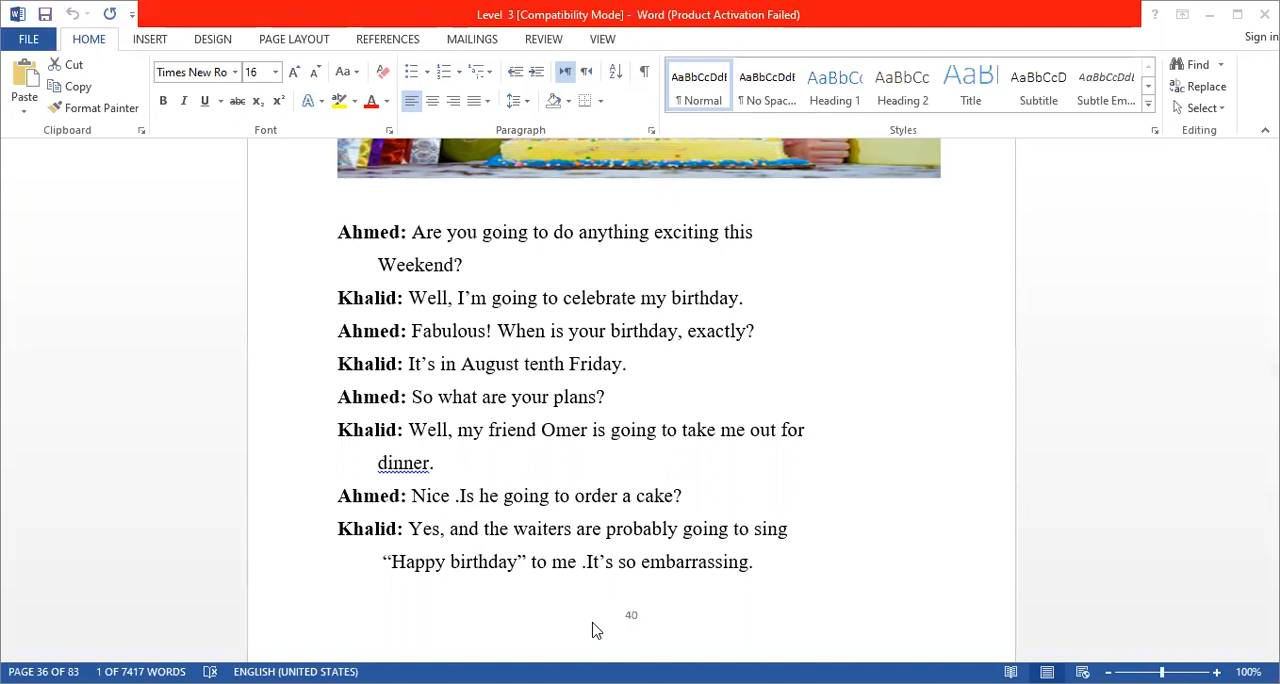 Level 3 [Compatibility Mode] - Word (Product Activation Failed)
FILE HOME INSERT DESIGN PAGE LAYOUT REFERENCES MAILINGS REVIEW VIEW Sign in
Cut
Copy
Format Painter
Paste
Times New Ro 16
Aa
B I U abc X₂ X²
A A
AaBbCcDdI AaBbCcDdI AaBbCc AaBbCcC AaBl AaBbCcD AaBbCcDdI
¶ Normal ¶ No Spac... Heading 1 Heading 2 Title Subtitle Subtle Em...
Find
Replace
Select
Clipboard Font Paragraph Styles Editing
Ahmed: Are you going to do anything exciting this
Weekend?
Khalid: Well, I’m going to celebrate my birthday.
Ahmed: Fabulous! When is your birthday, exactly?
Khalid: It’s in August tenth Friday.
Ahmed: So what are your plans?
Khalid: Well, my friend Omer is going to take me out for
dinner.
Ahmed: Nice .Is he going to order a cake?
Khalid: Yes, and the waiters are probably going to sing
“Happy birthday” to me .It’s so embarrassing.
40
PAGE 36 OF 83 1 OF 7417 WORDS ENGLISH (UNITED STATES) 100%